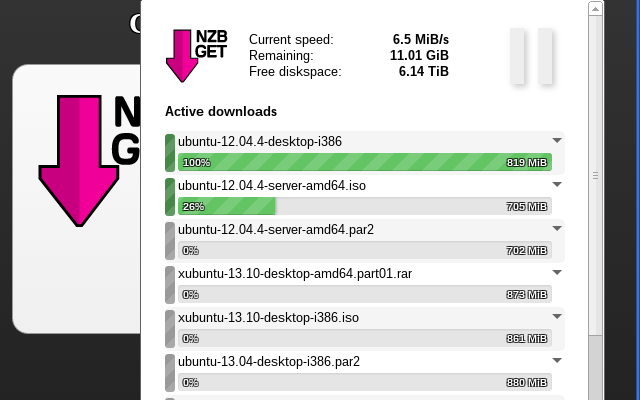 NZB
GET
Current speed: 6.5 MiB/s
Remaining: 11.01 GiB
Free diskspace: 6.14 TiB
Active downloads
ubuntu-12.04.4-desktop-i386
100% 819 MiB
ubuntu-12.04.4-server-amd64.iso
26% 705 MiB
ubuntu-12.04.4-server-amd64.par2
0% 702 MiB
xubuntu-13.10-desktop-amd64.part01.rar
0% 873 MiB
xubuntu-13.10-desktop-i386.iso
0% 861 MiB
ubuntu-13.04-desktop-i386.par2
0% 880 MiB